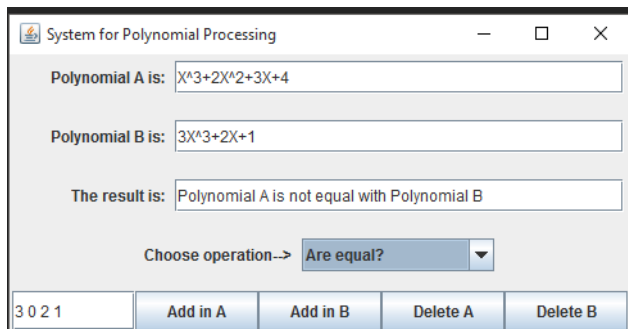 System for Polynomial Processing
Polynomial A is: X^3+2X^2+3X+4
Polynomial B is: 3X^3+2X+1
The result is: Polynomial A is not equal with Polynomial B
Choose operation--> Are equal?
3 0 2 1 Add in A Add in B Delete A Delete B